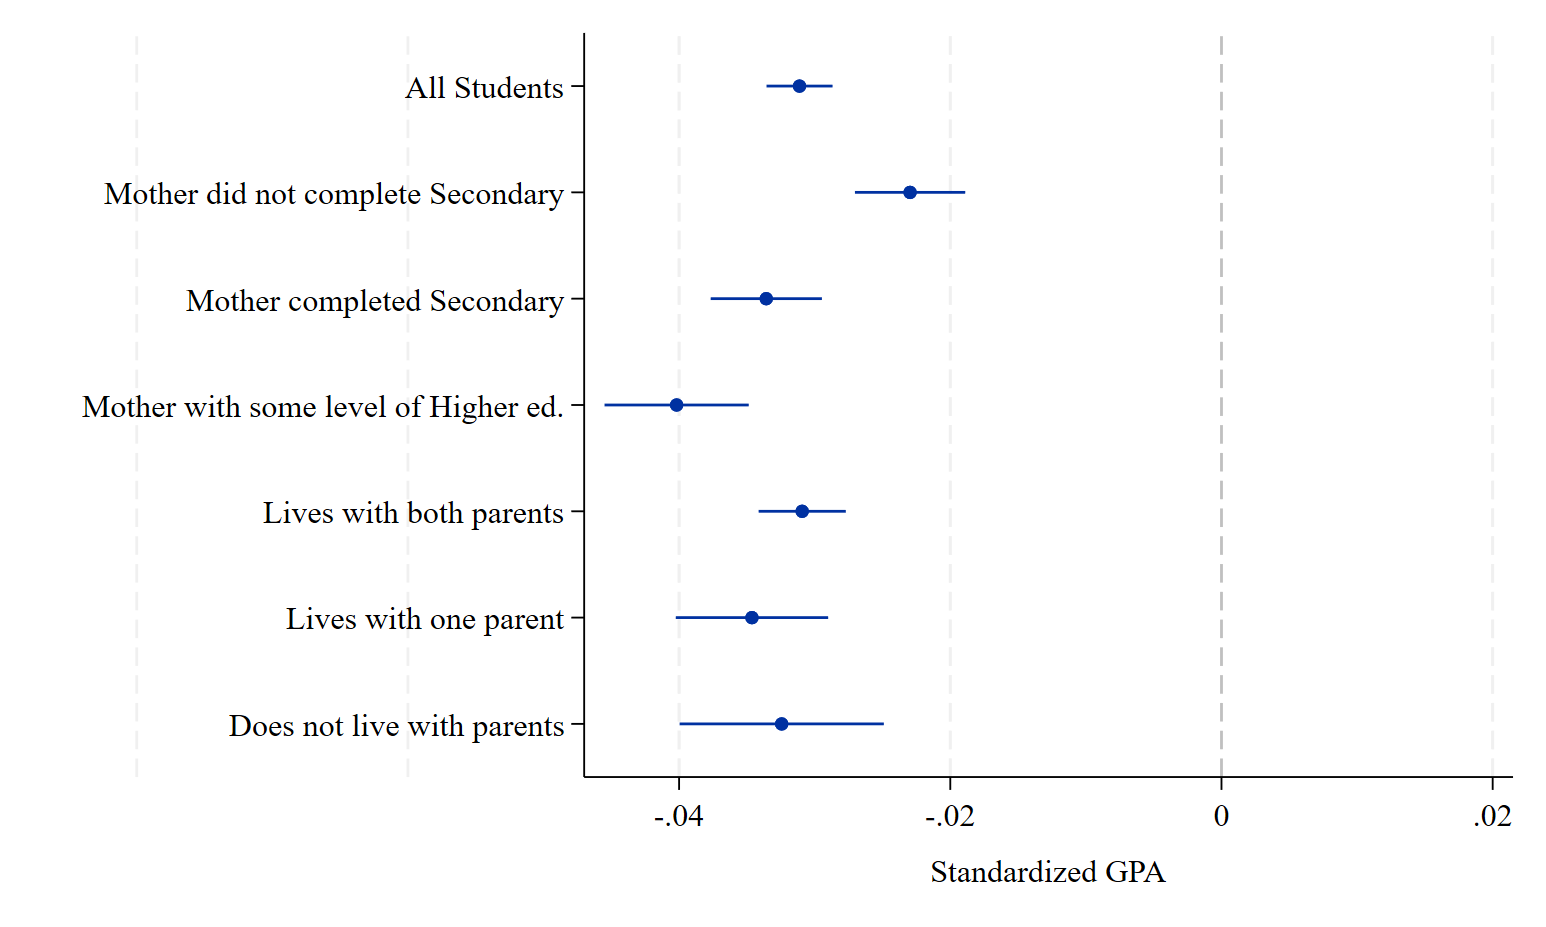 All Students
Mother did not complete Secondary
Mother completed Secondary
Mother with some level of Higher ed.
Lives with both parents
Lives with one parent
Does not live with parents
-.04 -.02 0 .02
Standardized GPA